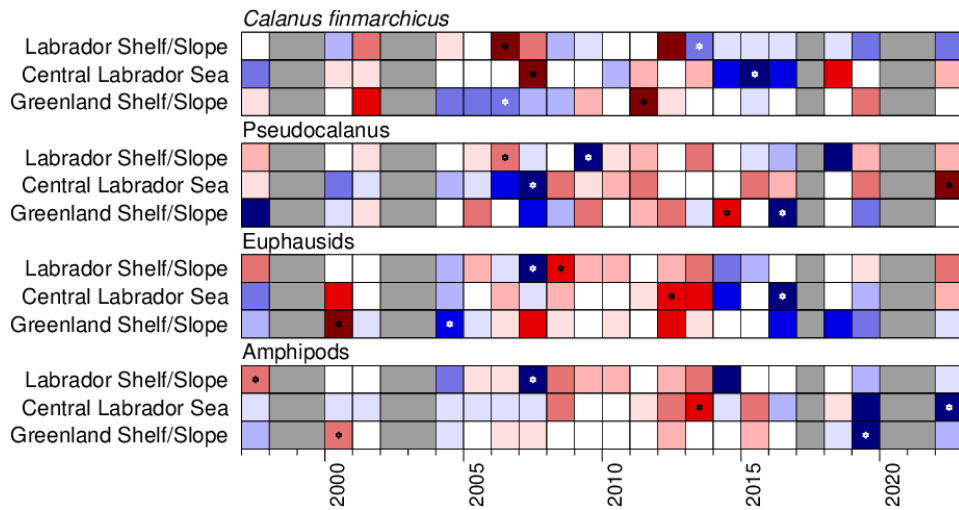 Calanus finmarchicus
Labrador Shelf/Slope
Central Labrador Sea
Greenland Shelf/Slope
Pseudocalanus
Labrador Shelf/Slope
Central Labrador Sea
Greenland Shelf/Slope
Euphausids
Labrador Shelf/Slope
Central Labrador Sea
Greenland Shelf/Slope
Amphipods
Labrador Shelf/Slope
Central Labrador Sea
Greenland Shelf/Slope
2000 2005 2010 2015 2020